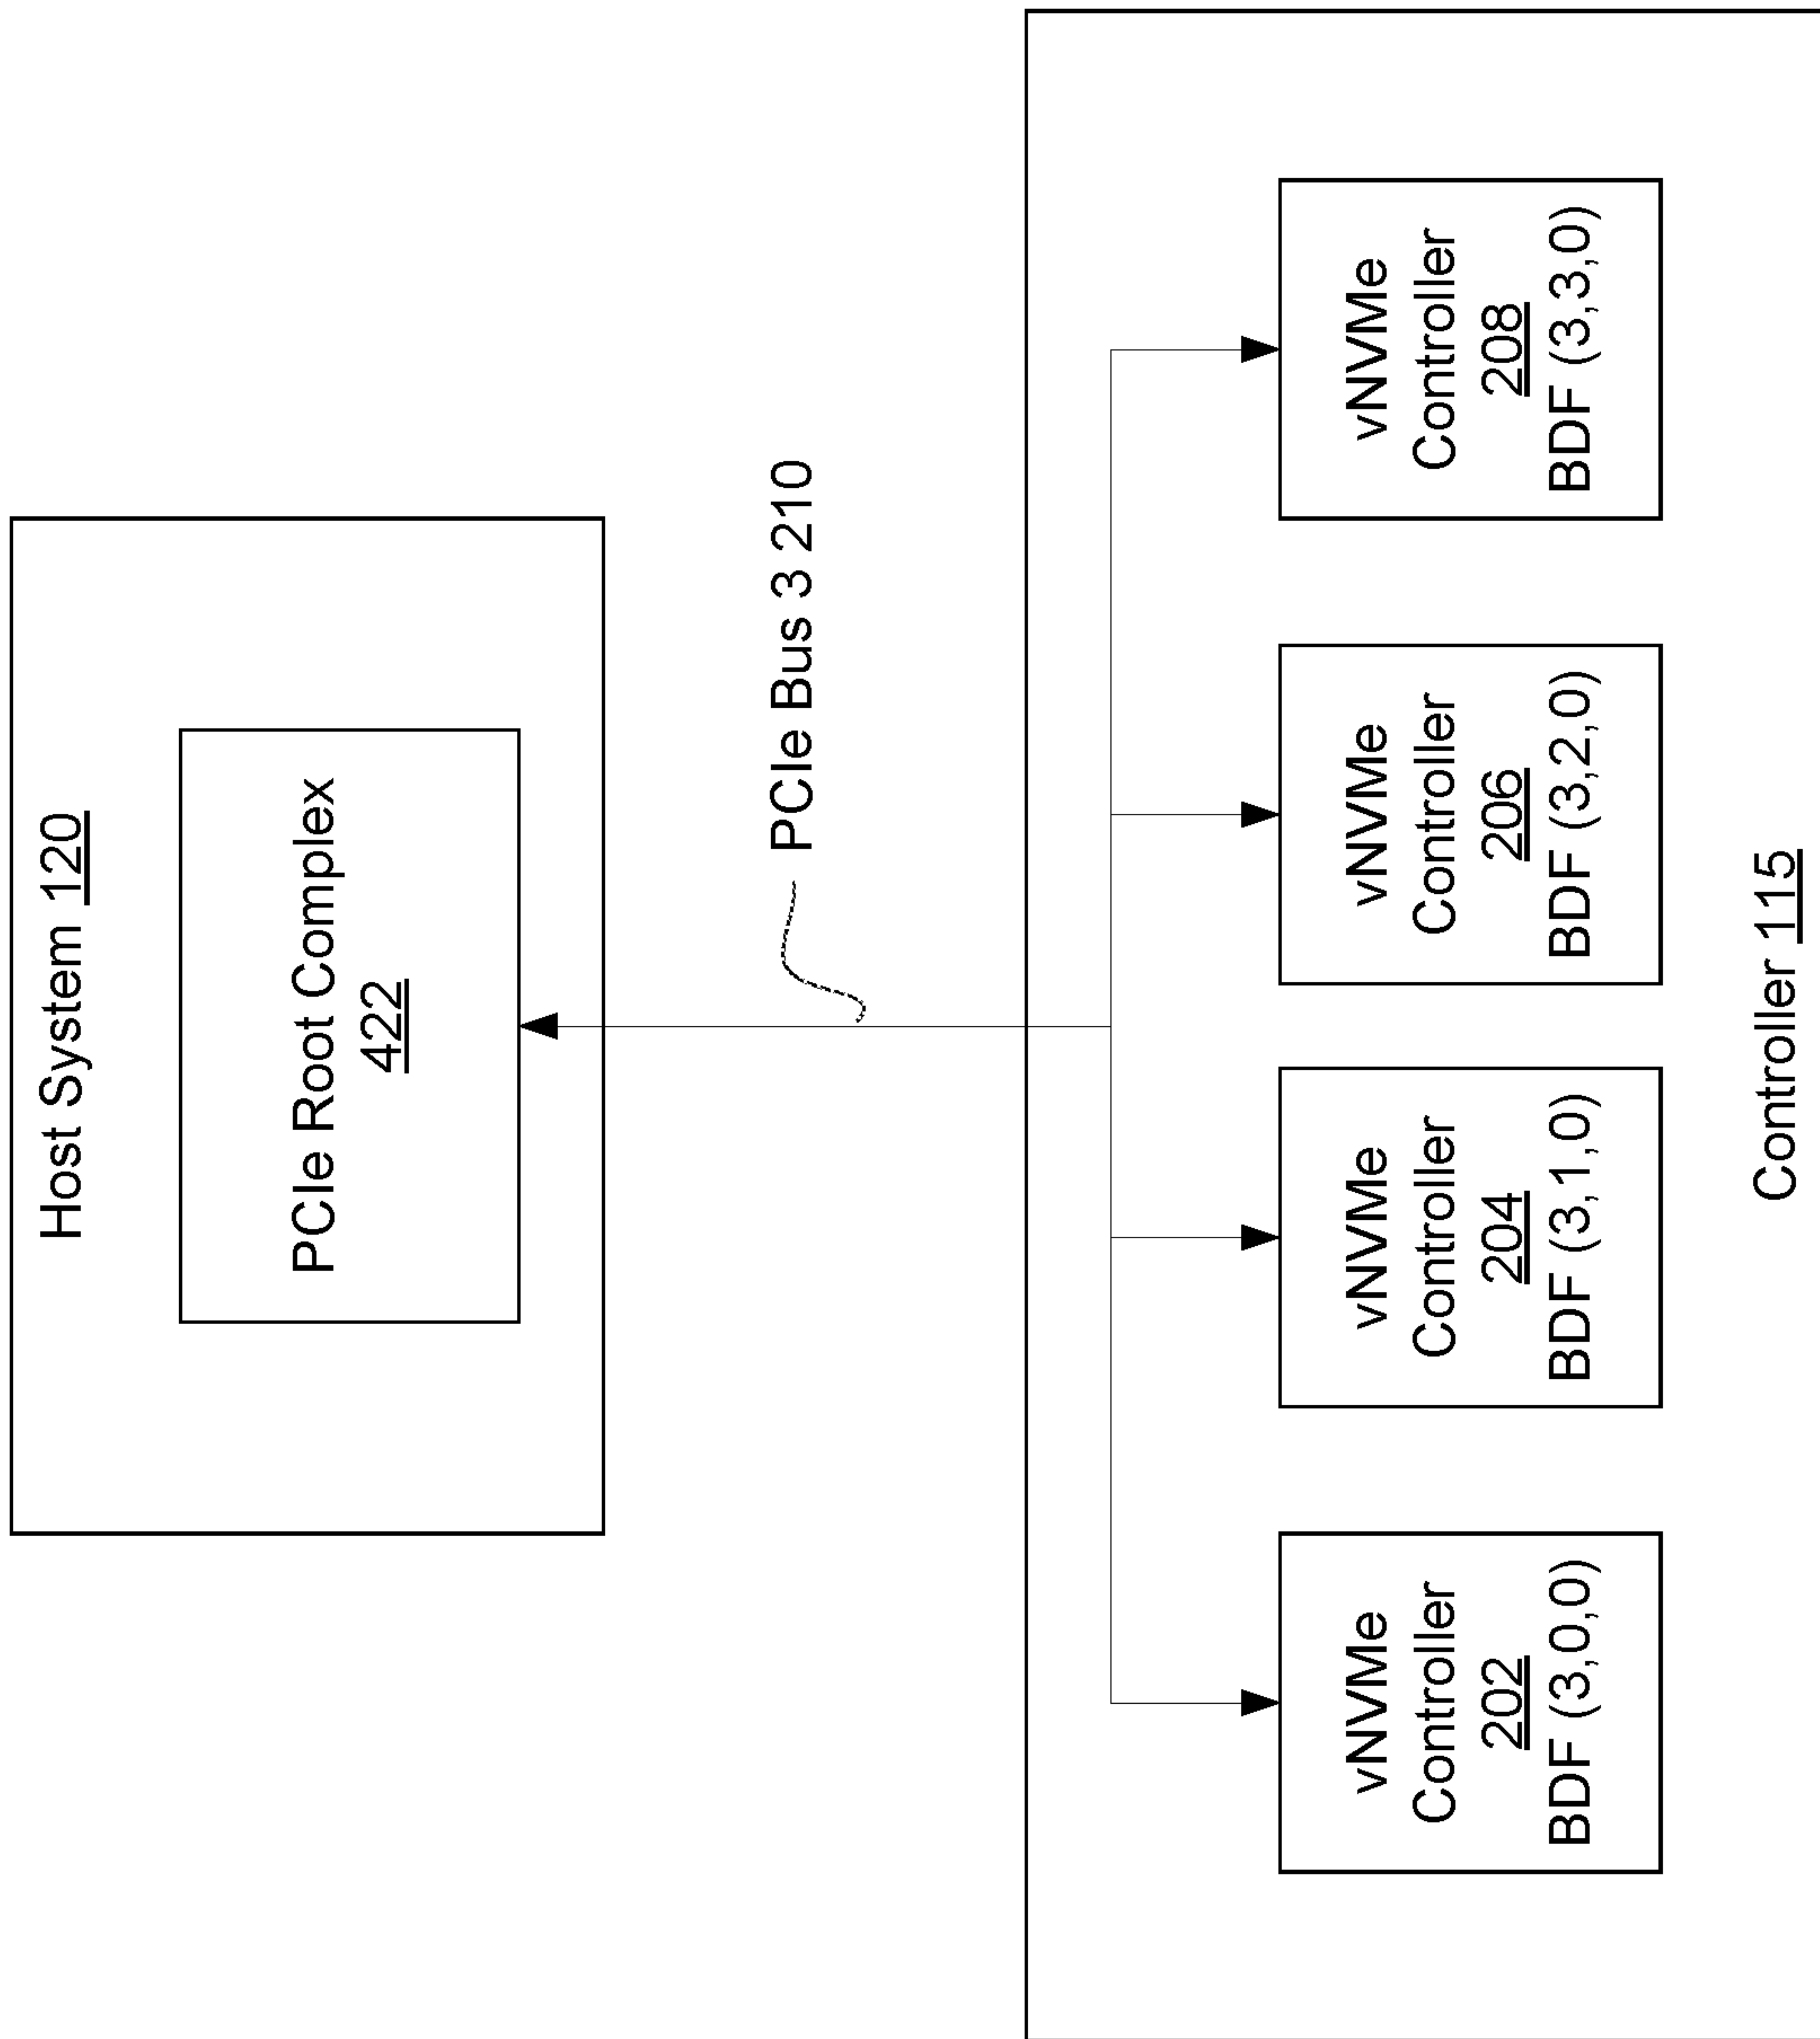 Host System 120
PCIe Root Complex
422
PCIe Bus 3 210
vNVMe
Controller
202
BDF (3,0,0)
vNVMe
Controller
204
BDF (3,1,0)
vNVMe
Controller
206
BDF (3,2,0)
vNVMe
Controller
208
BDF (3,3,0)
Controller 115